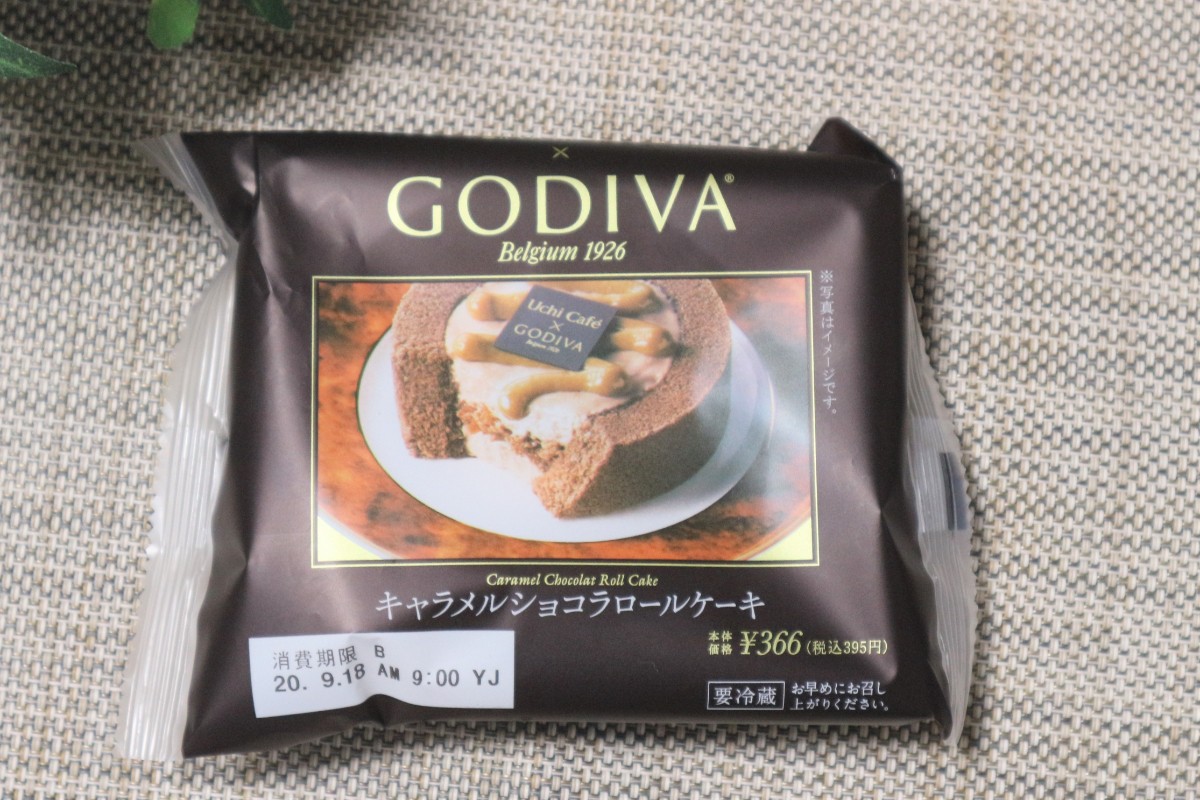 ×
GODIVA®
Belgium 1926
※写真はイメージです。
Uchi Café
×
GODIVA
Belgium 1926
Caramel Chocolat Roll Cake
キャラメルショコラロールケーキ
本体価格 ¥366(税込395円)
消費期限 B
20. 9.18 AM 9:00 YJ
要冷蔵 お早めにお召し
上がりください。